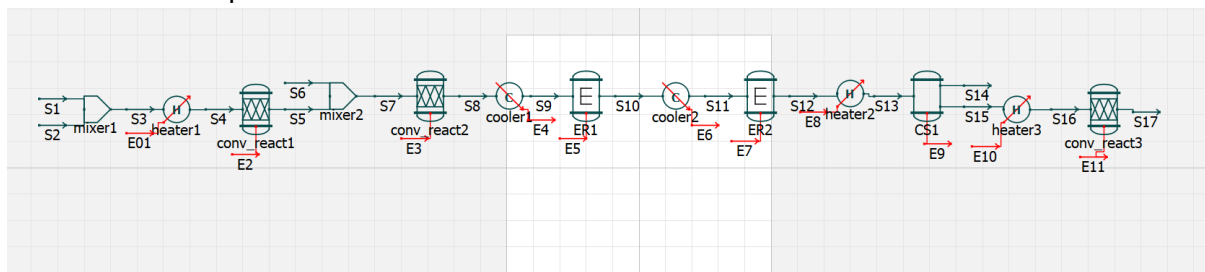 S1
S2
mixer1
S3
E01
H
heater1
S4
conv_react1
E2
S5
S6
mixer2
S7
conv_react2
E3
S8
C
cooler1
E4
S9
E
ER1
E5
S10
C
cooler2
E6
S11
E
ER2
E7
S12
E8
H
heater2
S13
CS1
E9
S14
S15
E10
H
heater3
S16
conv_react3
E11
S17